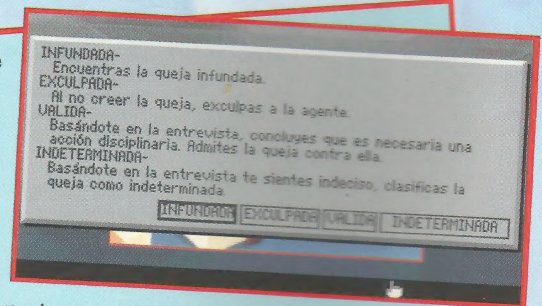 INFUNDADA-
Encuentras la queja infundada.
EXCULPADA-
Al no creer la queja, exculpas a la agente.
VALIDA-
Basándote en la entrevista, concluyes que es necesaria una
acción disciplinaria. Admites la queja contra ella.
INDETERMINADA-
Basándote en la entrevista te sientes indeciso, clasificas la
queja como indeterminada.
INFUNDADA EXCULPADA VALIDA INDETERMINADA